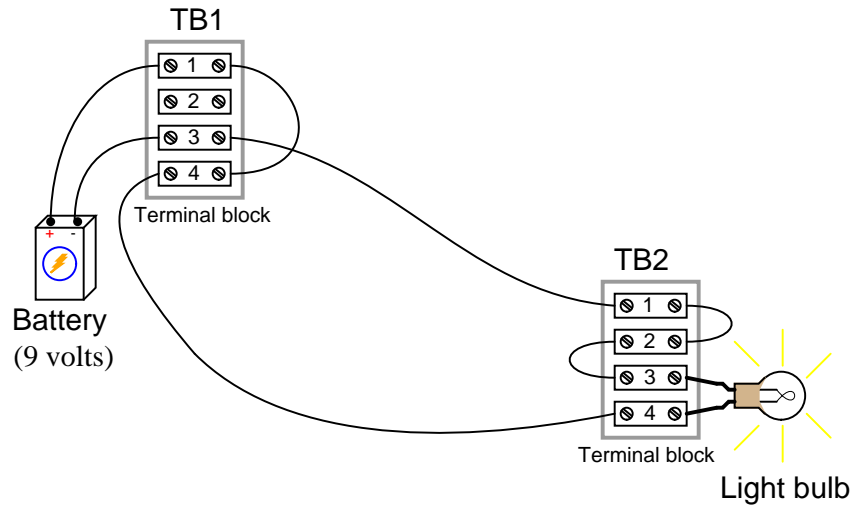 TB1
1
2
3
4
Terminal block
+ -
Battery
(9 volts)
TB2
1
2
3
4
Terminal block
Light bulb